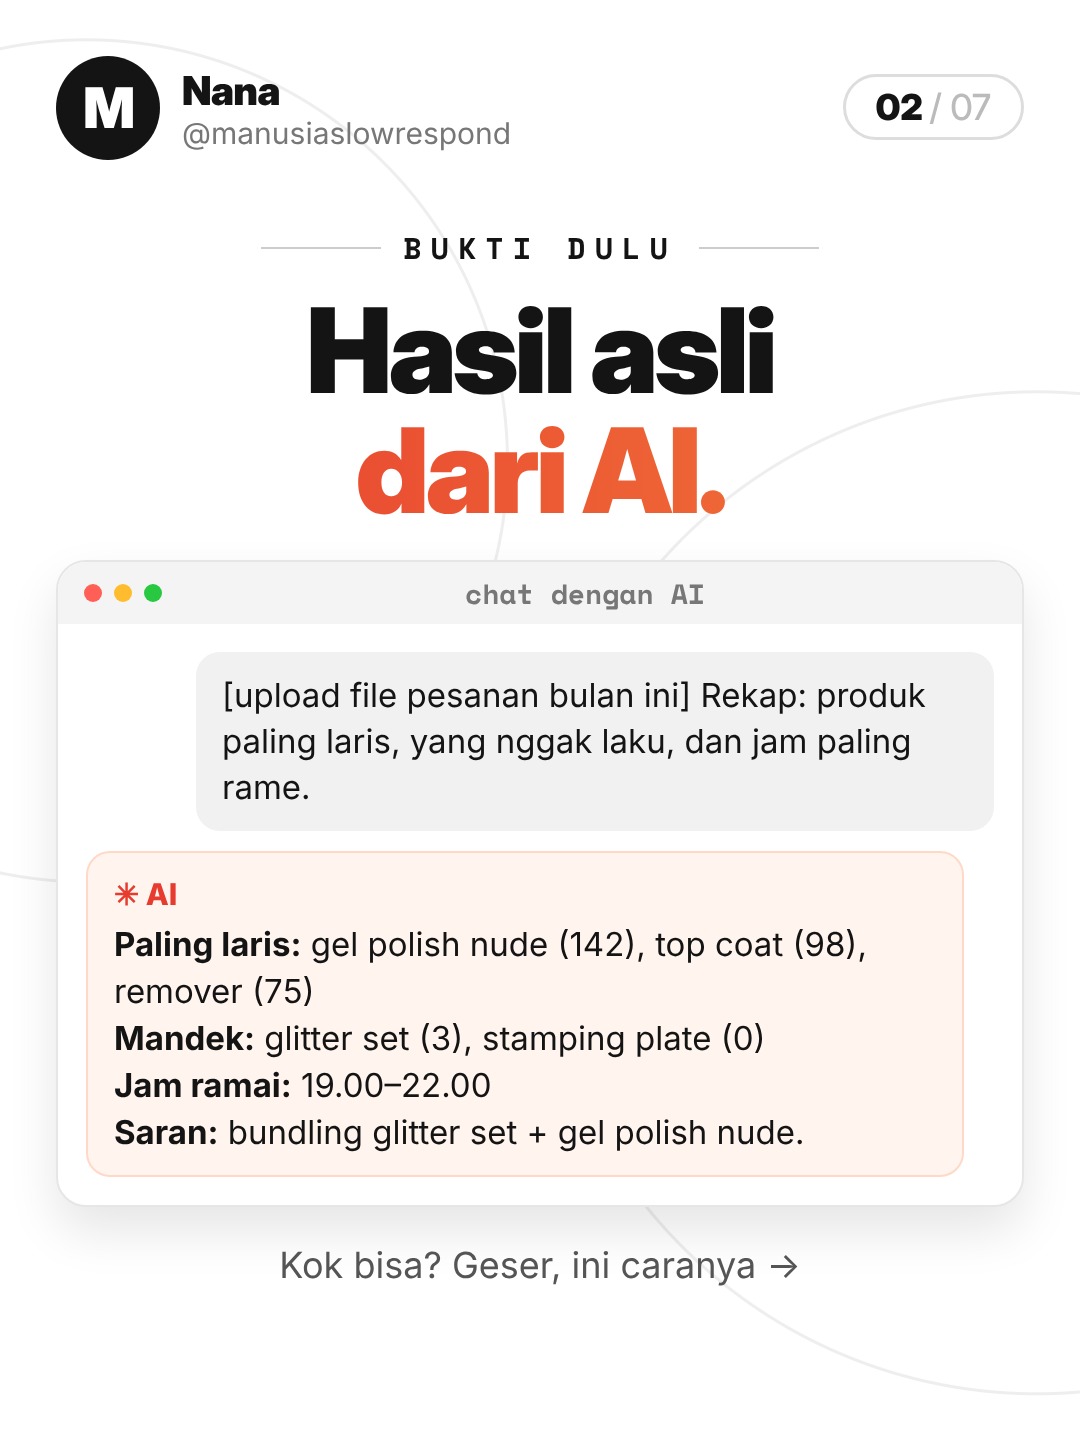 M
Nana
@manusiaslowrespond
02 / 07
BUKTI DULU
Hasil asli
dari AI.
chat dengan AI
[upload file pesanan bulan ini] Rekap: produk
paling laris, yang nggak laku, dan jam paling
rame.
✳ AI
Paling laris: gel polish nude (142), top coat (98),
remover (75)
Mandek: glitter set (3), stamping plate (0)
Jam ramai: 19.00–22.00
Saran: bundling glitter set + gel polish nude.
Kok bisa? Geser, ini caranya →